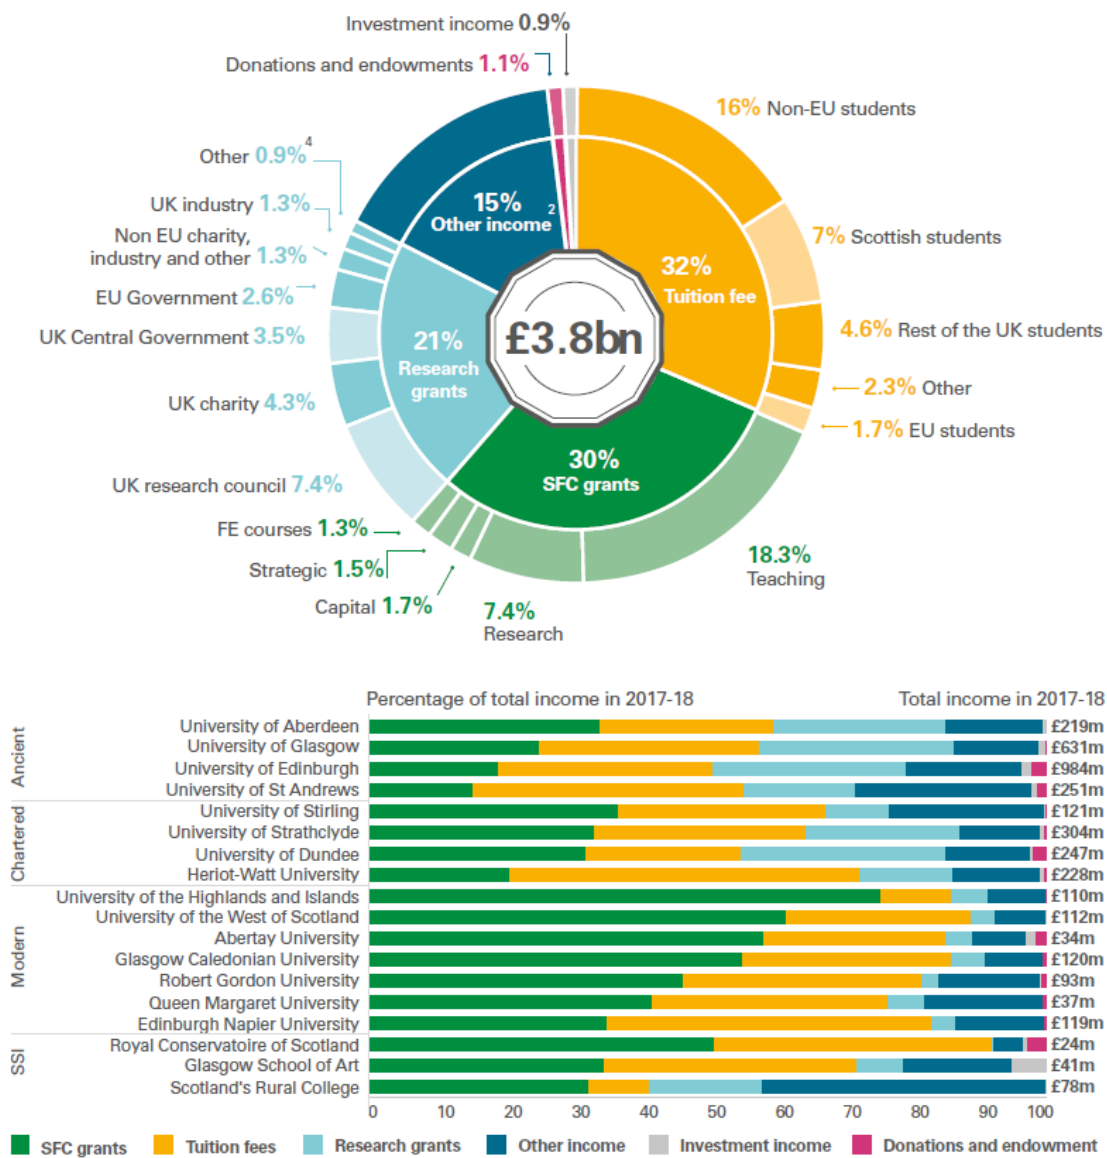 Investment income 0.9%
Donations and endowments 1.1%
16% Non-EU students
Other 0.9%4
UK industry 1.3%
Non EU charity,
industry and other 1.3%
EU Government 2.6%
UK Central Government 3.5%
UK charity 4.3%
UK research council 7.4%
FE courses 1.3%
Strategic 1.5%
Capital 1.7%
7.4%
Research
18.3%
Teaching
7% Scottish students
4.6% Rest of the UK students
2.3% Other
1.7% EU students
15%
Other income2
32%
Tuition fee
21%
Research
grants
£3.8bn
30%
SFC grants
Percentage of total income in 2017-18 Total income in 2017-18
Ancient
University of Aberdeen £219m
University of Glasgow £631m
University of Edinburgh £984m
University of St Andrews £251m
Chartered
University of Stirling £121m
University of Strathclyde £304m
University of Dundee £247m
Heriot-Watt University £228m
Modern
University of the Highlands and Islands £110m
University of the West of Scotland £112m
Abertay University £34m
Glasgow Caledonian University £120m
Robert Gordon University £93m
Queen Margaret University £37m
Edinburgh Napier University £119m
SSI
Royal Conservatoire of Scotland £24m
Glasgow School of Art £41m
Scotland's Rural College £78m
0 10 20 30 40 50 60 70 80 90 100
SFC grants Tuition fees Research grants Other income Investment income Donations and endowment